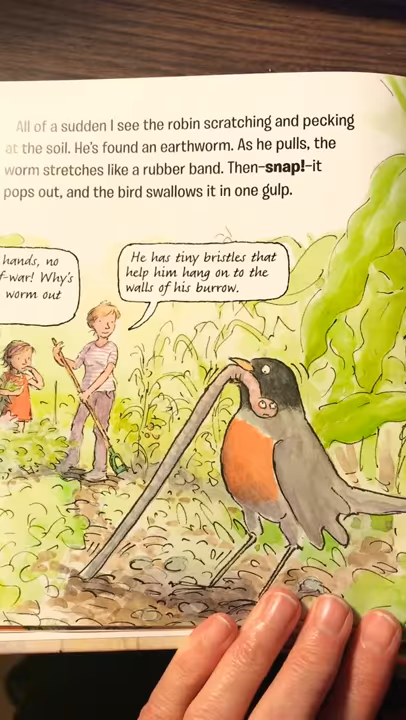 All of a sudden I see the robin scratching and pecking
at the soil. He's found an earthworm. As he pulls, the
worm stretches like a rubber band. Then–snap!–it
pops out, and the bird swallows it in one gulp.
hands, no
f-war! Why's
worm out
He has tiny bristles that
help him hang on to the
walls of his burrow.